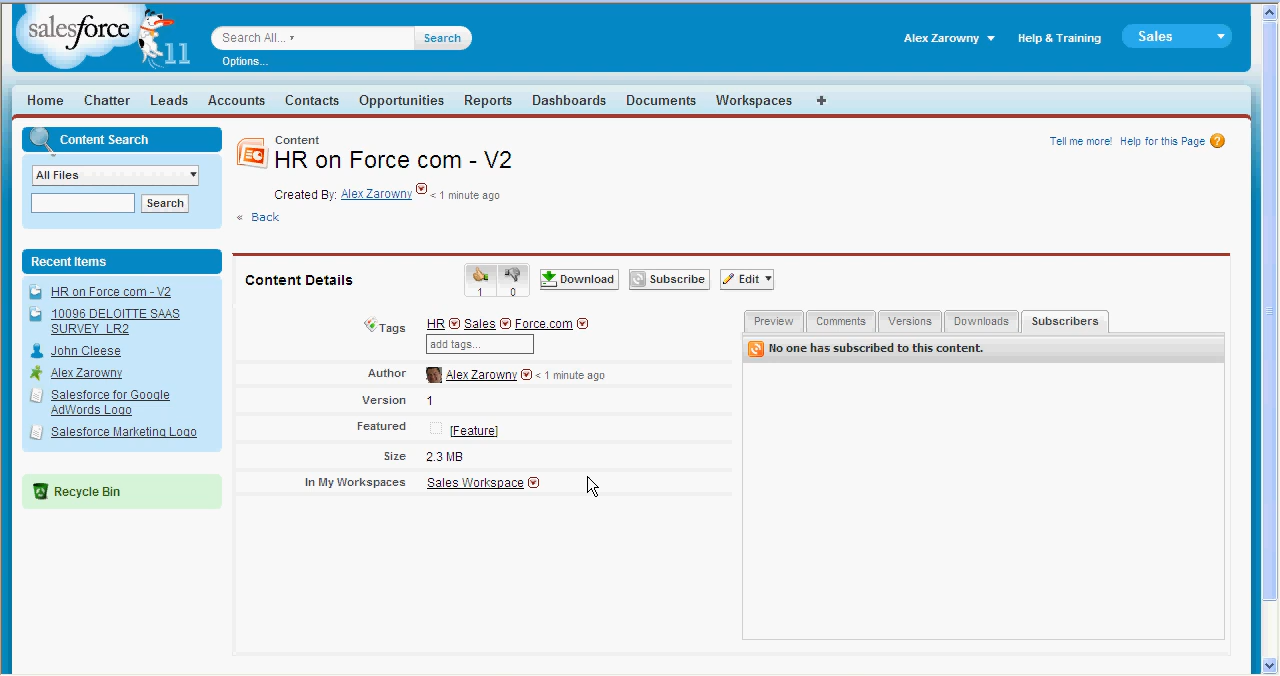 salesforce
11
Search All...
Search
Options...
Alex Zarowny
Help & Training
Sales
Home
Chatter
Leads
Accounts
Contacts
Opportunities
Reports
Dashboards
Documents
Workspaces
+
Content Search
All Files
Search
Content
HR on Force com - V2
Created By: Alex Zarowny < 1 minute ago
« Back
Tell me more!
Help for this Page ?
Recent Items
HR on Force com - V2
10096 DELOITTE SAAS
SURVEY_LR2
John Cleese
Alex Zarowny
Salesforce for Google
AdWords Logo
Salesforce Marketing Logo
Recycle Bin
Content Details
1
0
Download
Subscribe
Edit
Tags
HR Sales Force.com
add tags...
Author
Alex Zarowny < 1 minute ago
Version
1
Featured
[Feature]
Size
2.3 MB
In My Workspaces
Sales Workspace
Preview
Comments
Versions
Downloads
Subscribers
No one has subscribed to this content.